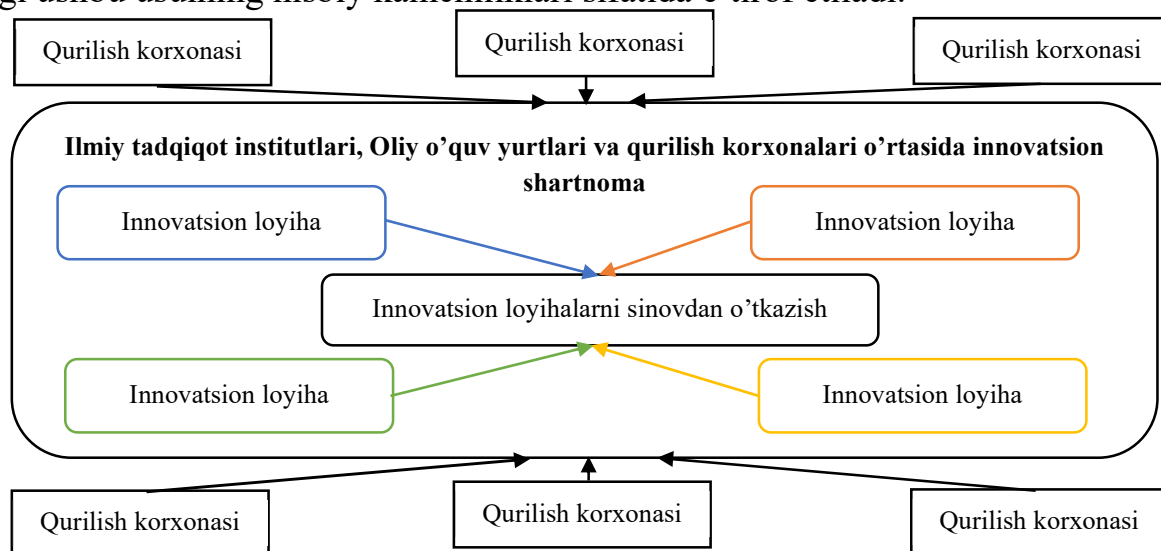 Qurilish korxonasi
Qurilish korxonasi
Qurilish korxonasi
Ilmiy tadqiqot institutlari, Oliy o’quv yurtlari va qurilish korxonalari o’rtasida innovatsion
shartnoma
Innovatsion loyiha
Innovatsion loyiha
Innovatsion loyihalarni sinovdan o’tkazish
Innovatsion loyiha
Innovatsion loyiha
Qurilish korxonasi
Qurilish korxonasi
Qurilish korxonasi